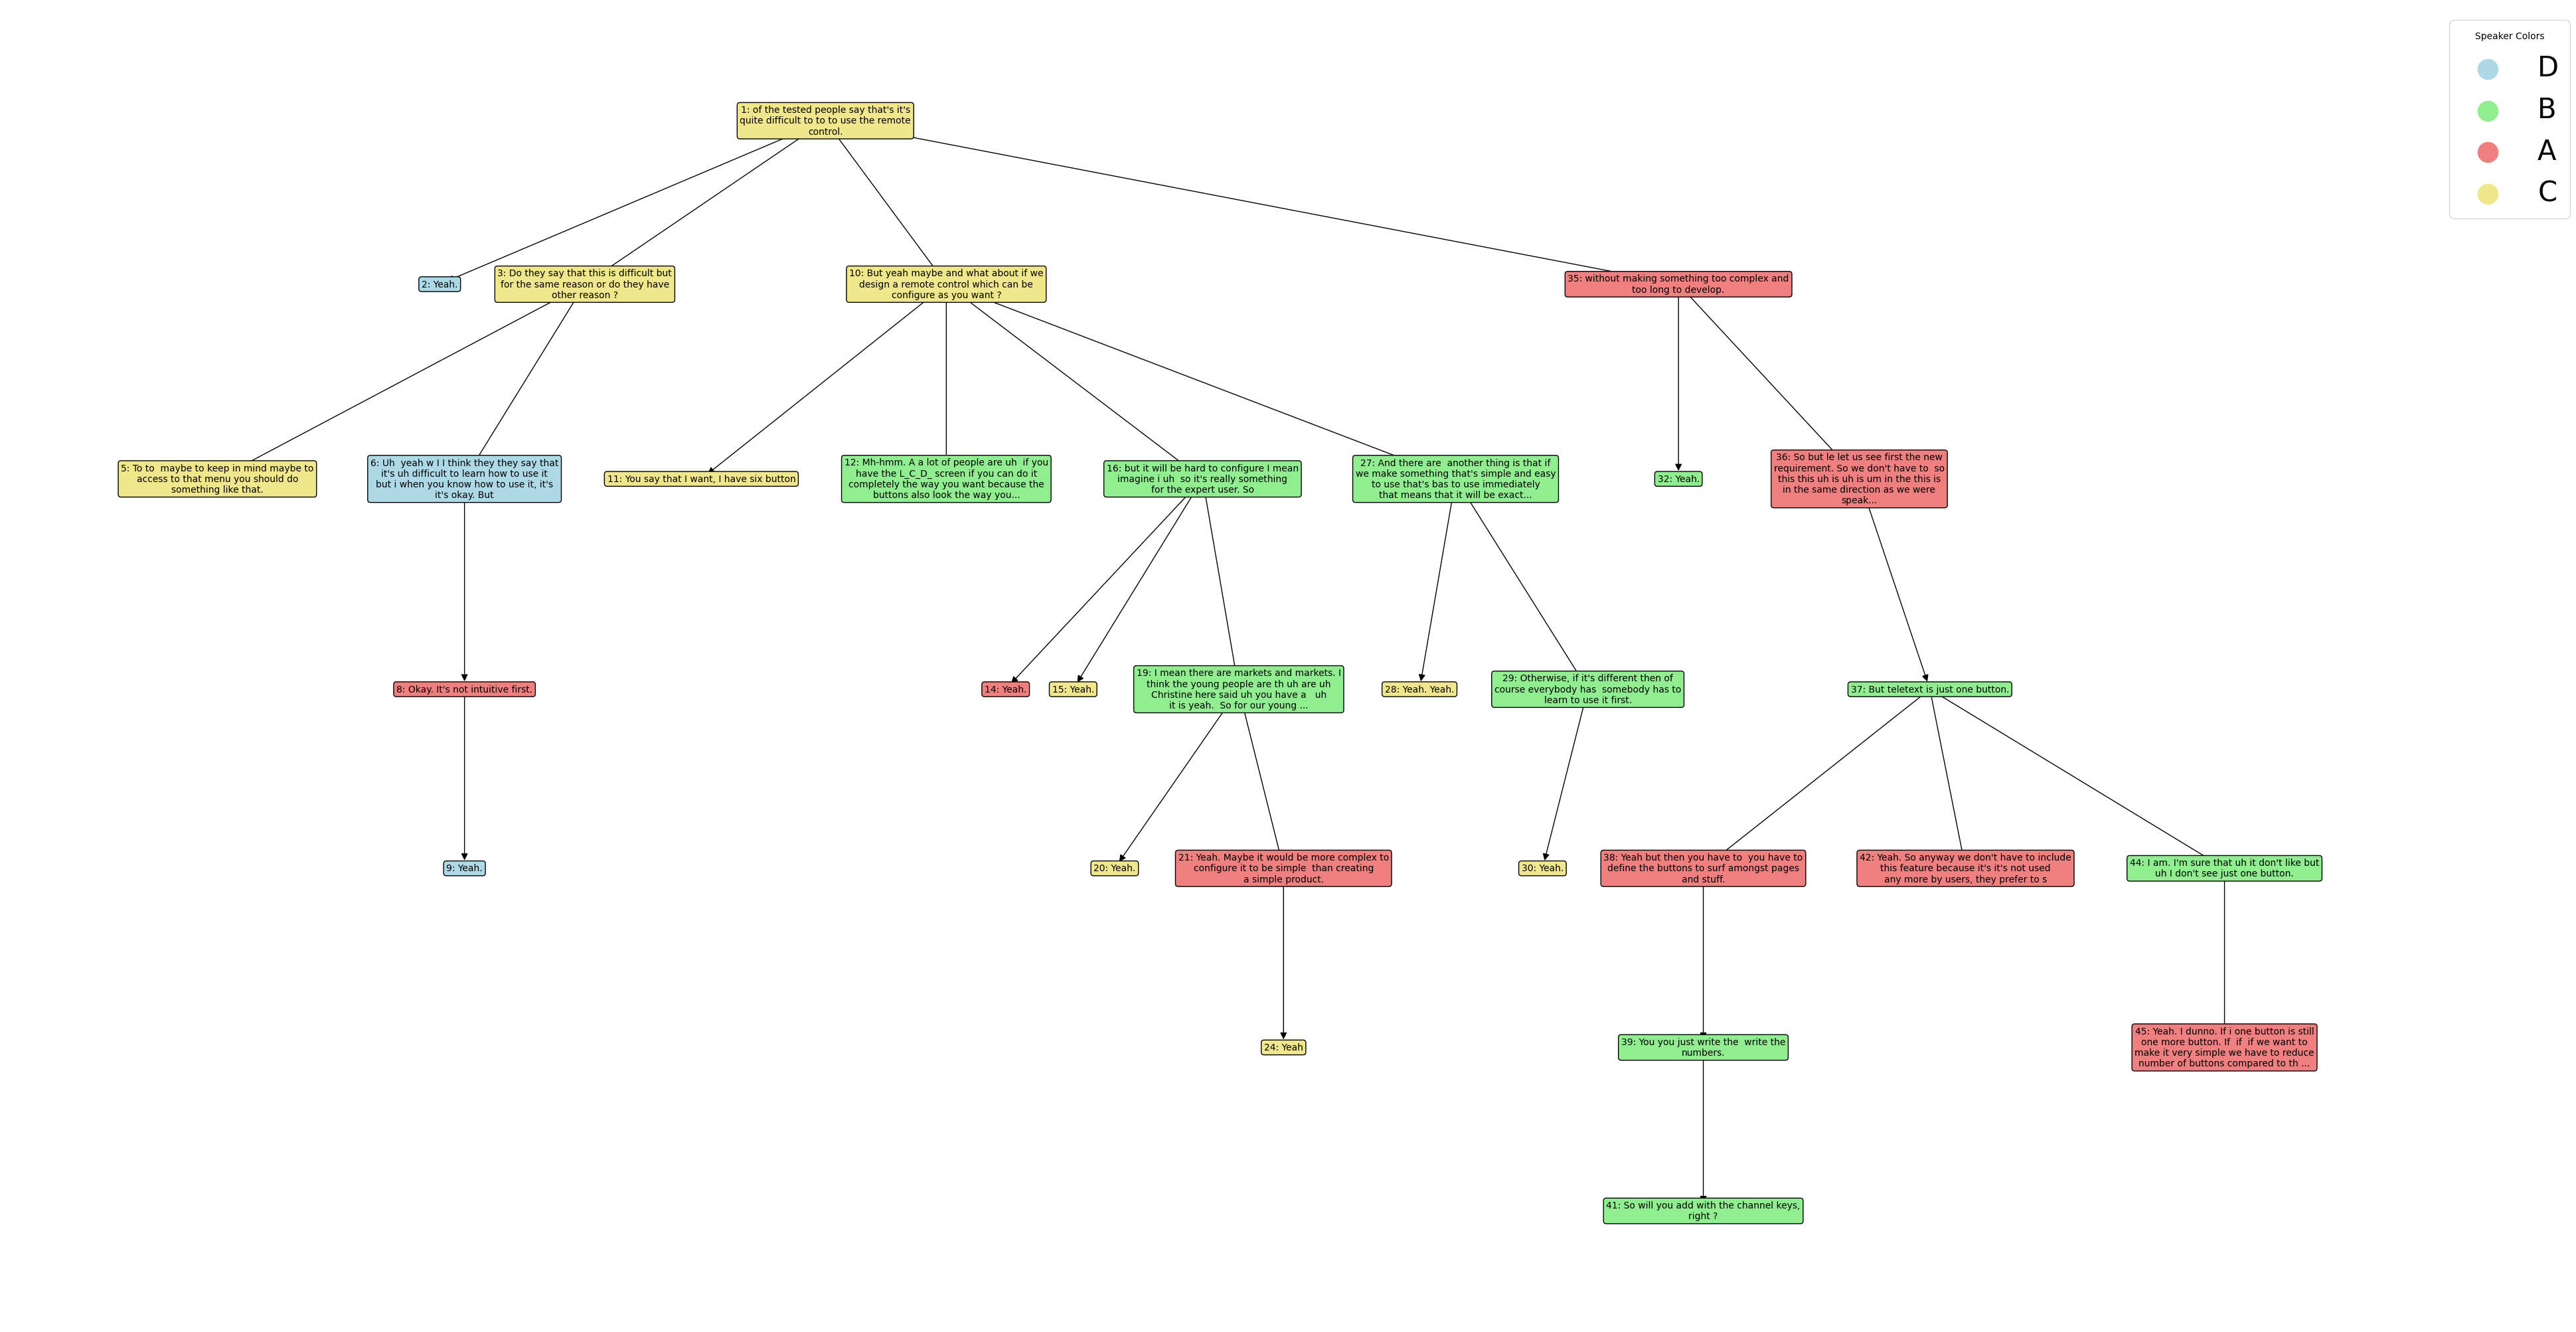 Speaker Colors
D
B
A
C
1: of the tested people say that's it's
quite difficult to to to use the remote
control.
2: Yeah.
3: Do they say that this is difficult but
for the same reason or do they have
other reason ?
10: But yeah maybe and what about if we
design a remote control which can be
configure as you want ?
35: without making something too complex and
too long to develop.
5: To to  maybe to keep in mind maybe to
access to that menu you should do
something like that.
6: Uh  yeah w I I think they they say that
it's uh difficult to learn how to use it
but i when you know how to use it, it's
it's okay. But
11: You say that I want, I have six button
12: Mh-hmm. A a lot of people are uh  if you
have the L_C_D_ screen if you can do it
completely the way you want because the
buttons also look the way you...
16: but it will be hard to configure I mean
imagine i uh  so it's really something
for the expert user. So
27: And there are  another thing is that if
we make something that's simple and easy
to use that's bas to use immediately
that means that it will be exact...
32: Yeah.
36: So but le let us see first the new
requirement. So we don't have to  so
this this uh is uh is um in the this is
in the same direction as we were
speak...
8: Okay. It's not intuitive first.
14: Yeah.
15: Yeah.
19: I mean there are markets and markets. I
think the young people are th uh are uh
Christine here said uh you have a   uh
it is yeah.  So for our young ...
28: Yeah. Yeah.
29: Otherwise, if it's different then of
course everybody has  somebody has to
learn to use it first.
37: But teletext is just one button.
9: Yeah.
20: Yeah.
21: Yeah. Maybe it would be more complex to
configure it to be simple  than creating
a simple product.
30: Yeah.
38: Yeah but then you have to  you have to
define the buttons to surf amongst pages
and stuff.
42: Yeah. So anyway we don't have to include
this feature because it's it's not used
any more by users, they prefer to s
44: I am. I'm sure that uh it don't like but
uh I don't see just one button.
24: Yeah
39: You you just write the  write the
numbers.
45: Yeah. I dunno. If i one button is still
one more button. If  if  if we want to
make it very simple we have to reduce
number of buttons compared to th ...
41: So will you add with the channel keys,
right ?